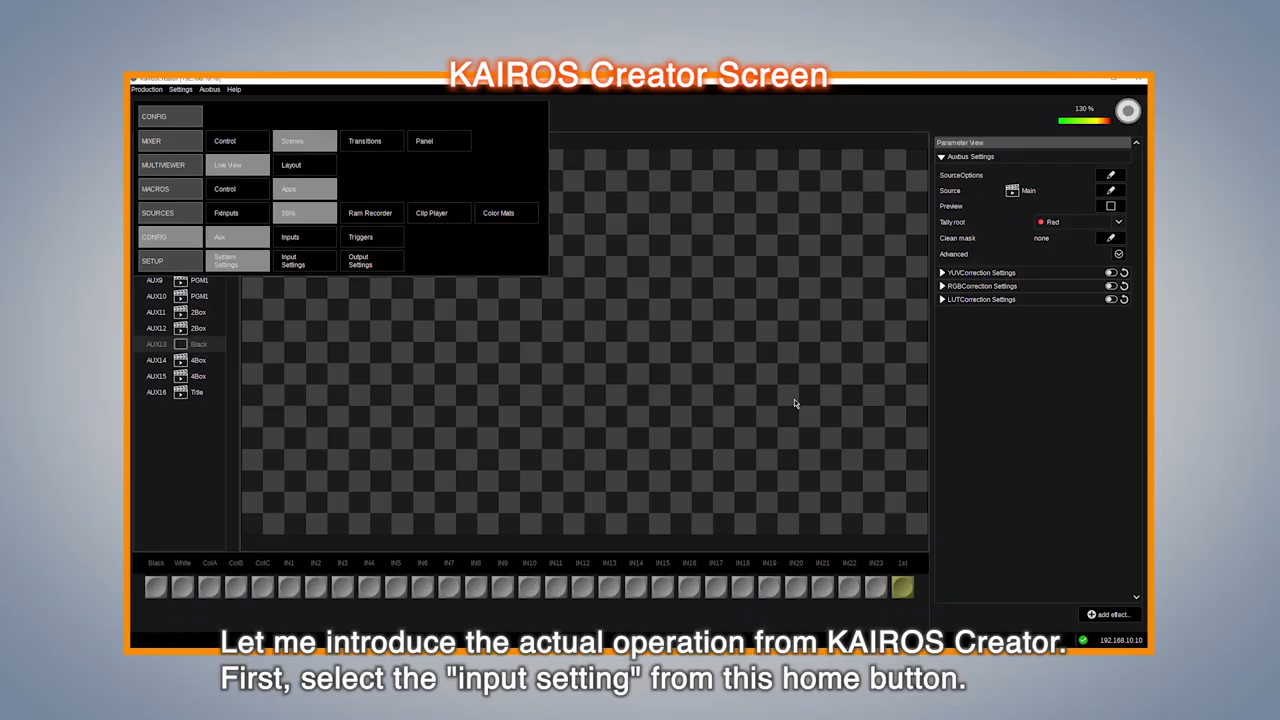 KAIROS Creator Screen
Production Settings Auxbus Help
130 %
CONFIG
MIXER Control Scenes Transitions Panel
MULTIVIEWER Live View Layout
MACROS Control Apps
SOURCES FxInputs Stills Ram Recorder Clip Player Color Mats
CONFIG Aux Inputs Triggers
SETUP System Settings Input Settings Output Settings
AUX9 PGM1
AUX10 PGM1
AUX11 2Box
AUX12 2Box
AUX13 Black
AUX14 4Box
AUX15 4Box
AUX16 Title
Parameter View
Auxbus Settings
SourceOptions
Source Main
Preview
Tally root Red
Clean mask none
Advanced
YUVCorrection Settings
RGBCorrection Settings
LUTCorrection Settings
Black White ColA ColB ColC IN1 IN2 IN3 IN4 IN5 IN6 IN7 IN8 IN9 IN10 IN11 IN12 IN13 IN14 IN15 IN16 IN17 IN18 IN19 IN20 IN21 IN22 IN23 1st
add effect...
192.168.10.10
Let me introduce the actual operation from KAIROS Creator.
First, select the "input setting" from this home button.